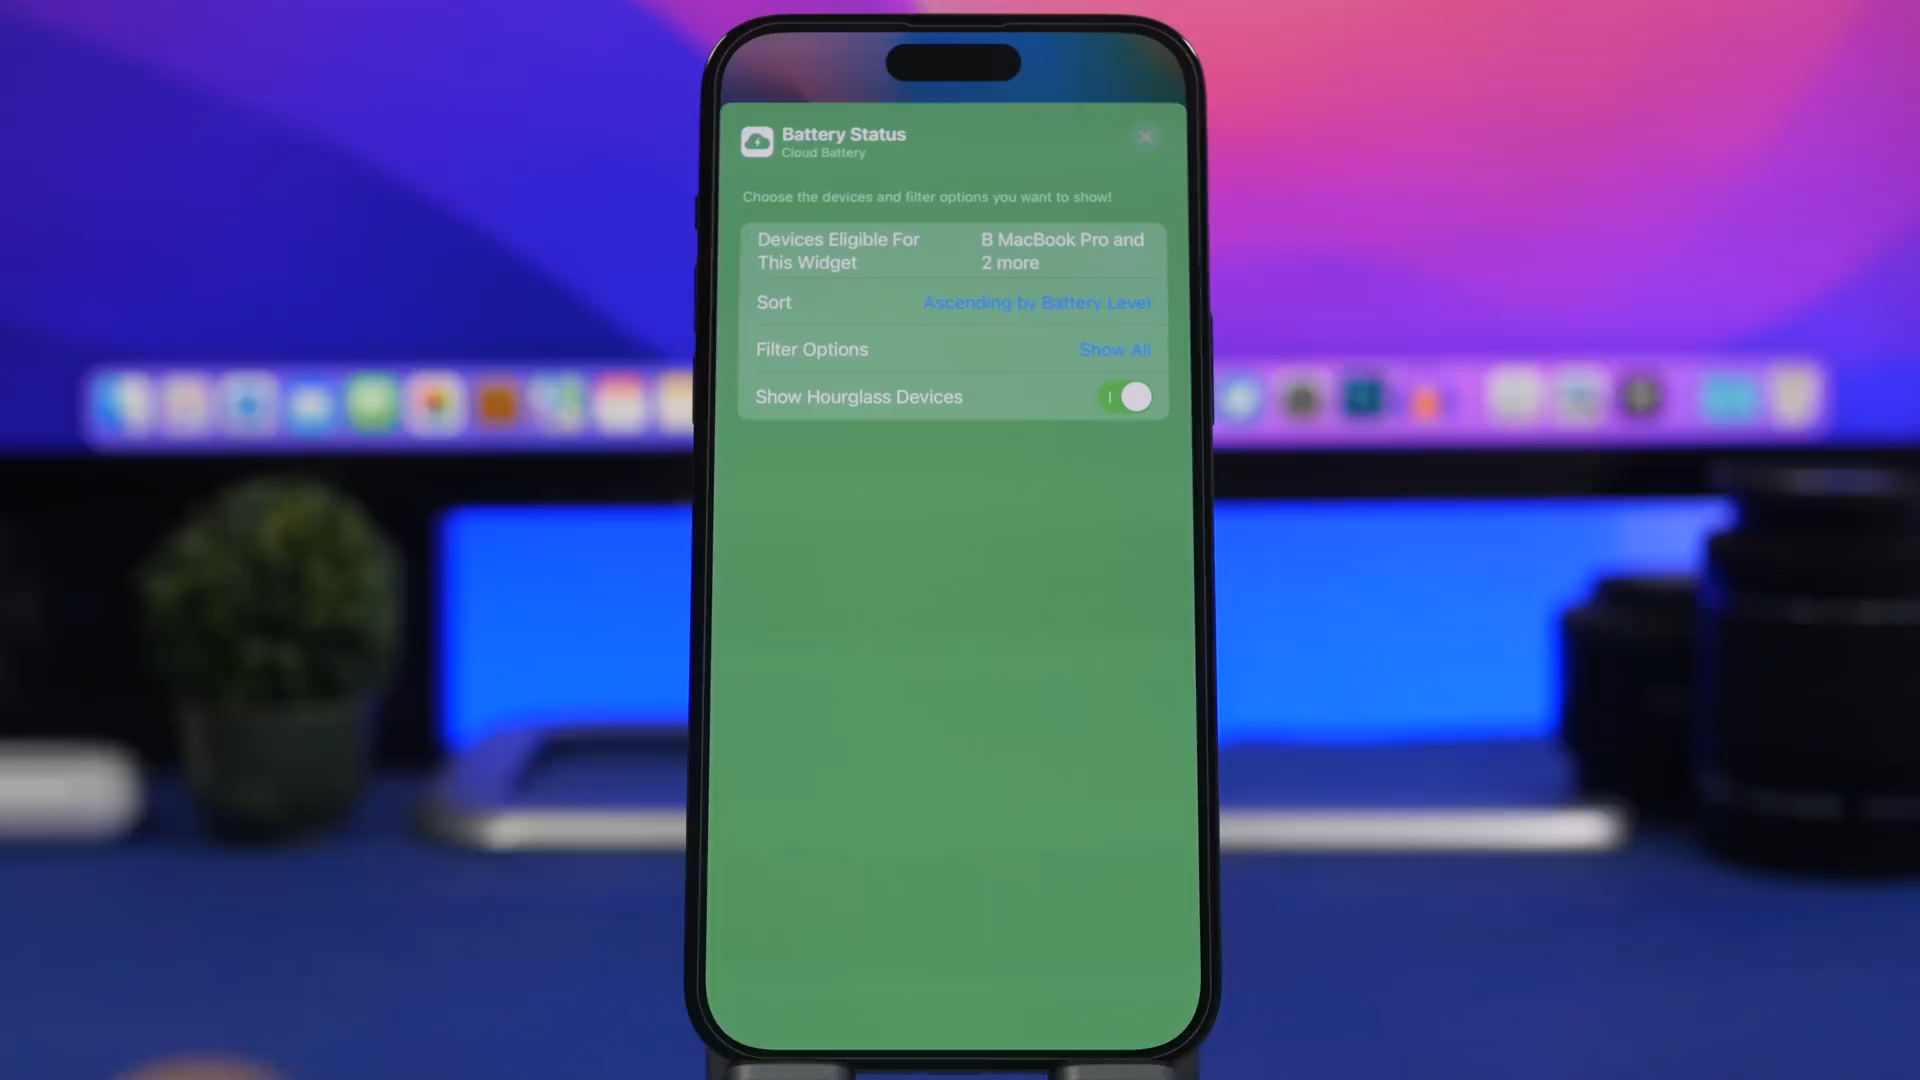 Battery Status
Cloud Battery
Choose the devices and filter options you want to show!
Devices Eligible For
This Widget
B MacBook Pro and
2 more
Sort
Ascending by Battery Level
Filter Options
Show All
Show Hourglass Devices